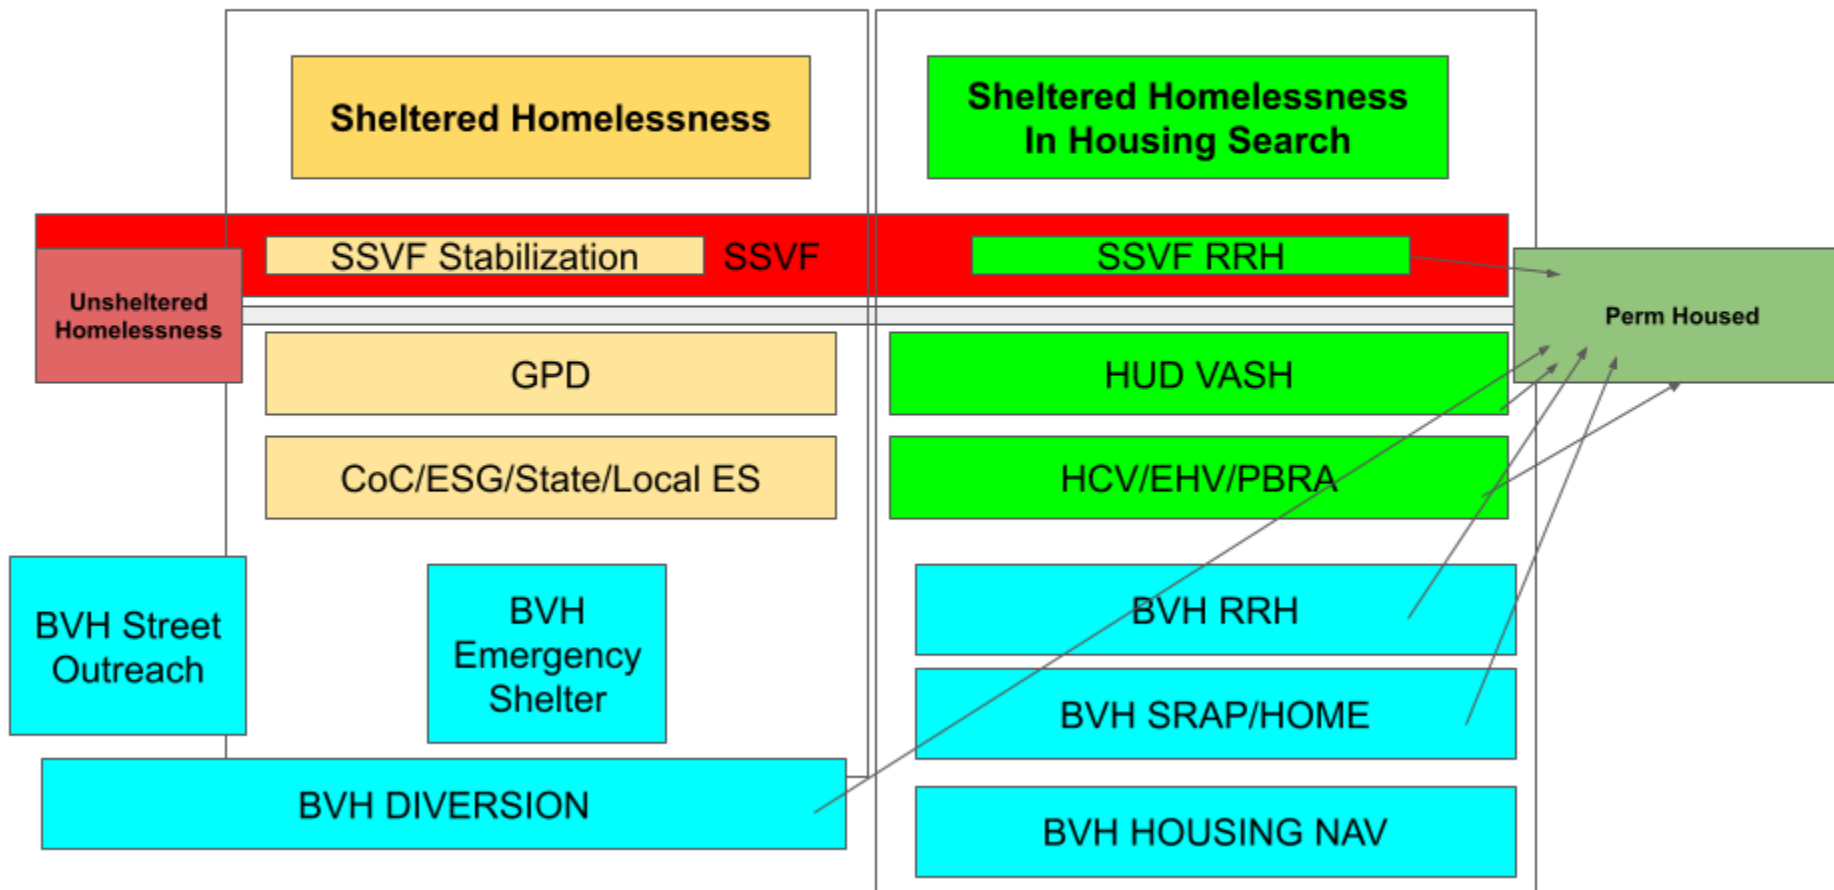 Sheltered Homelessness
Sheltered Homelessness
In Housing Search
SSVF Stabilization
SSVF
SSVF RRH
Unsheltered
Homelessness
Perm Housed
GPD
HUD VASH
CoC/ESG/State/Local ES
HCV/EHV/PBRA
BVH Street
Outreach
BVH
Emergency
Shelter
BVH RRH
BVH SRAP/HOME
BVH DIVERSION
BVH HOUSING NAV